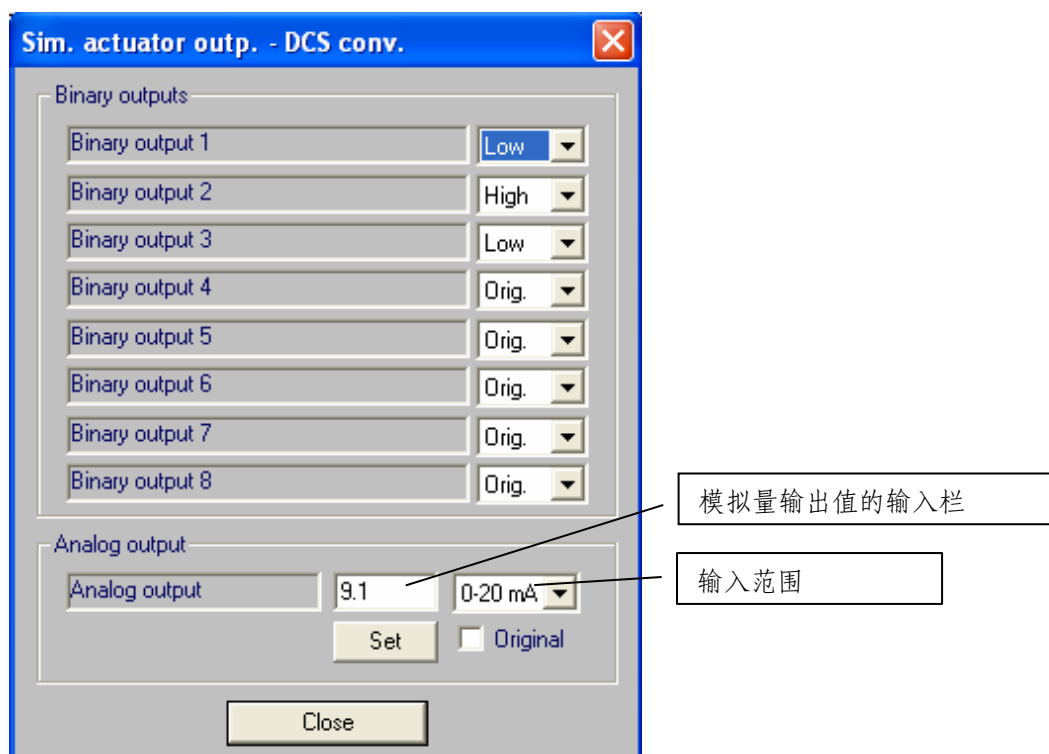 Sim. actuator outp. - DCS conv.
Binary outputs
Binary output 1 Low
Binary output 2 High
Binary output 3 Low
Binary output 4 Orig.
Binary output 5 Orig.
Binary output 6 Orig.
Binary output 7 Orig.
Binary output 8 Orig.
模拟量输出值的输入栏
Analog output
Analog output 9.1 0-20 mA
输入范围
Set Original
Close